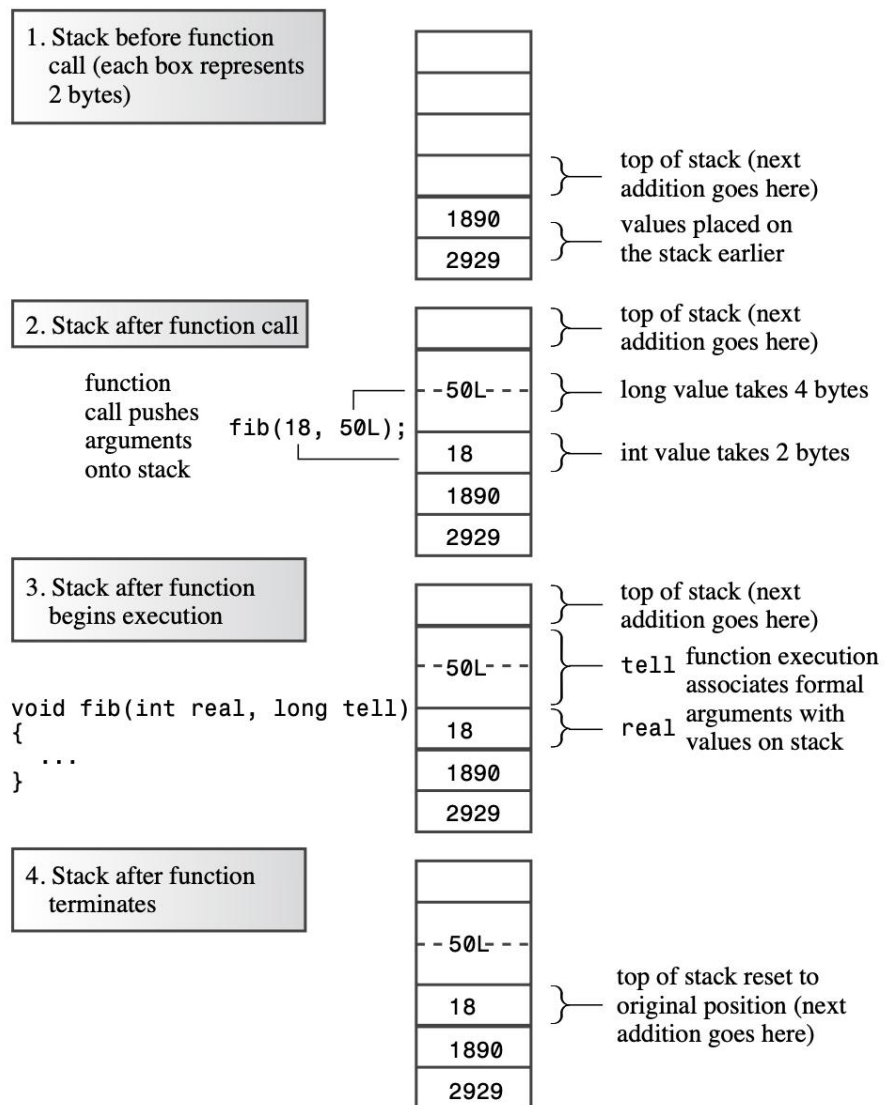 1. Stack before function
call (each box represents
2 bytes)
top of stack (next
addition goes here)
1890
2929
values placed on
the stack earlier
2. Stack after function call
top of stack (next
addition goes here)
function
call pushes
arguments
onto stack
fib(18, 50L);
50L
long value takes 4 bytes
18
int value takes 2 bytes
1890
2929
3. Stack after function
begins execution
top of stack (next
addition goes here)
void fib(int real, long tell)
{
...
}
50L
tell
18
real
function execution
associates formal
arguments with
values on stack
1890
2929
4. Stack after function
terminates
50L
18
top of stack reset to
original position (next
addition goes here)
1890
2929